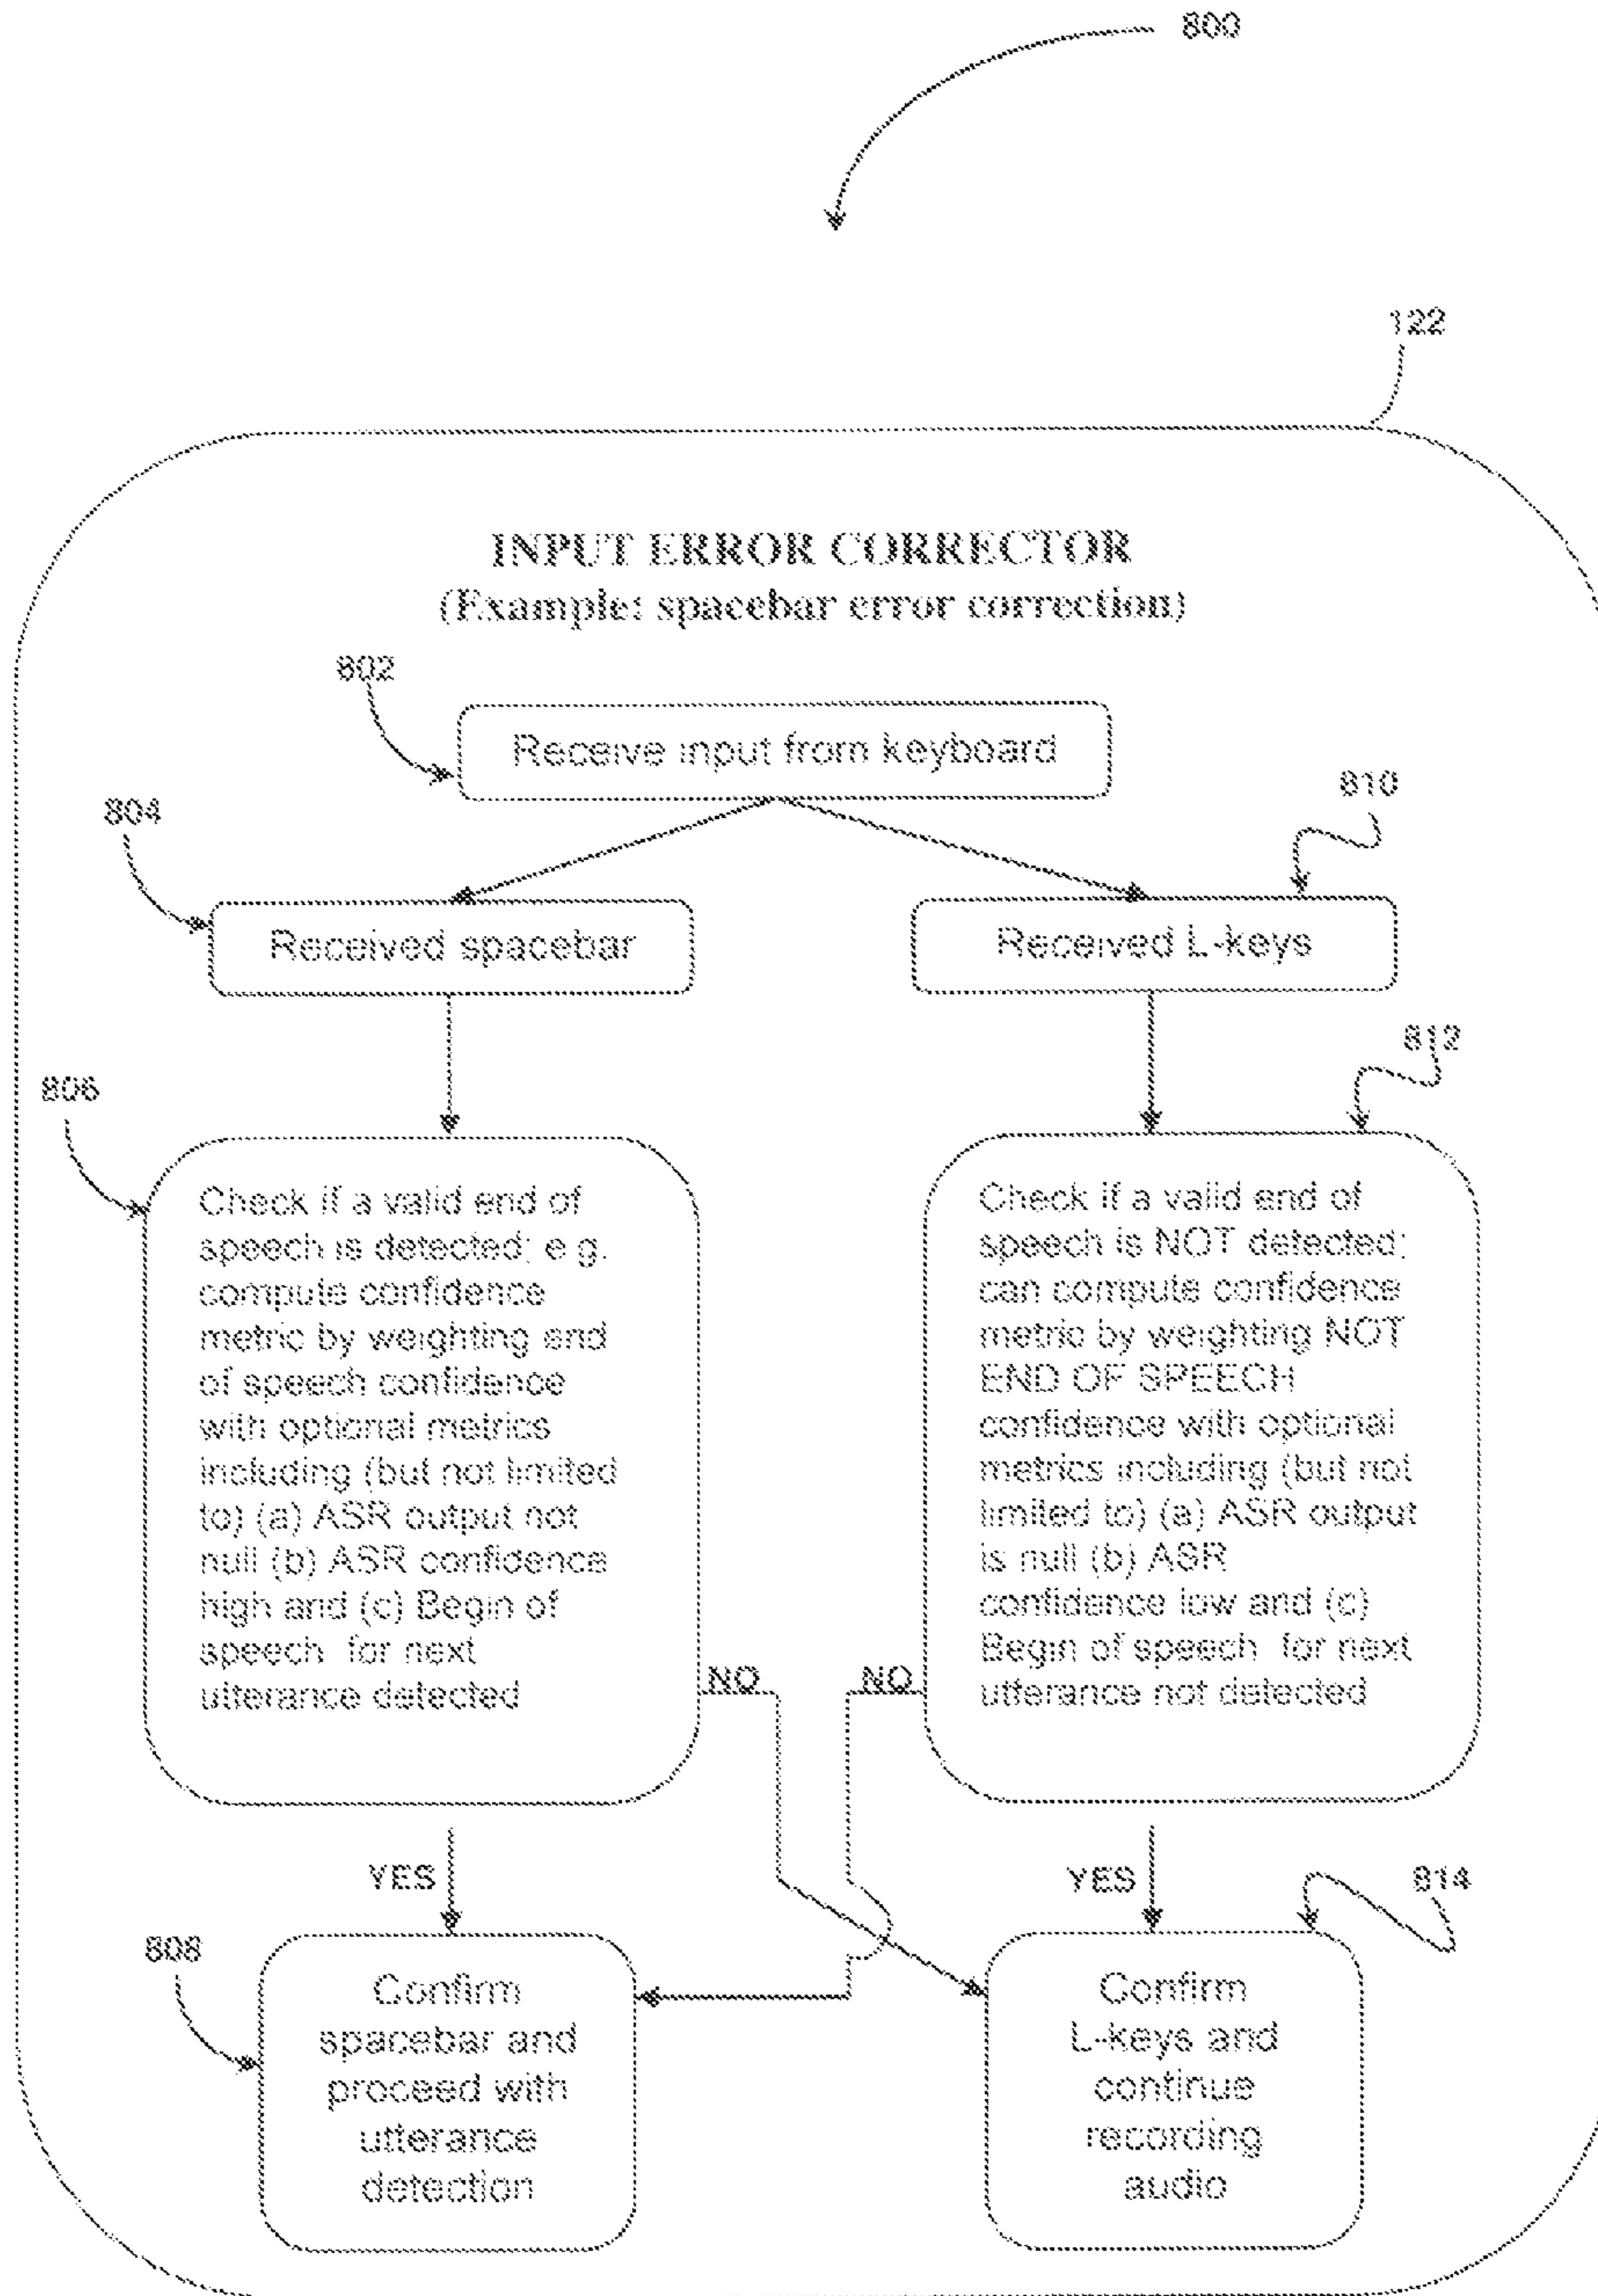 800
122
INPUT ERROR CORRECTOR
(Example: spacebar error correction)
802
Receive input from keyboard
804
810
Received spacebar
Received L-keys
806
812
Check if a valid end of
speech is detected; e.g.
compute confidence
metric by weighting end
of speech confidence
with optional metrics
including (but not limited
to) (a) ASR output not
null (b) ASR confidence
high and (c) Begin of
speech for next
utterance detected
Check if a valid end of
speech is NOT detected;
can compute confidence
metric by weighting NOT
END OF SPEECH
confidence with optional
metrics including (but not
limited to) (a) ASR output
is null (b) ASR
confidence low and (c)
Begin of speech for next
utterance not detected
NO
NO
YES
YES
814
808
Confirm
spacebar and
proceed with
utterance
detection
Confirm
L-keys and
continue
recording
audio